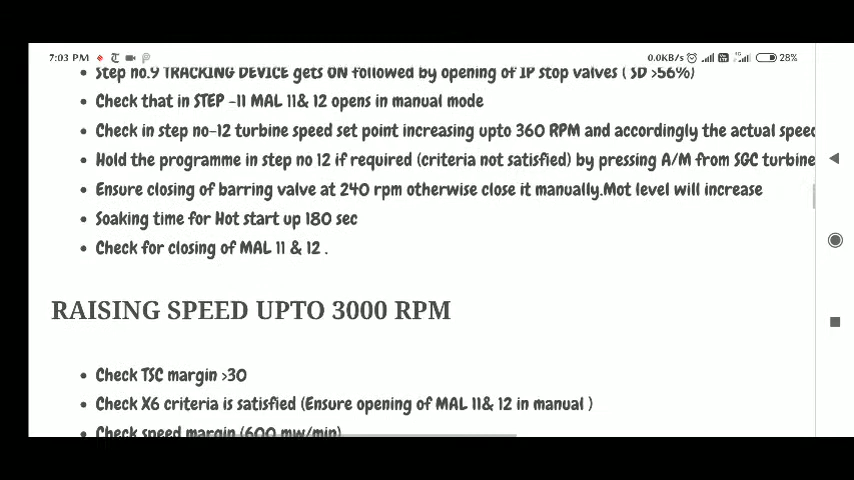 7:03 PM
0.0KB/s
28%
Step no.9 TRACKING DEVICE gets ON followed by opening of IP stop valves ( SD >56%)
Check that in STEP -11 MAL 11& 12 opens in manual mode
Check in step no-12 turbine speed set point increasing upto 360 RPM and accordingly the actual speed
Hold the programme in step no 12 if required (criteria not satisfied) by pressing A/M from SGC turbine
Ensure closing of barring valve at 240 rpm otherwise close it manually.Mot level will increase
Soaking time for Hot start up 180 sec
Check for closing of MAL 11 & 12 .
RAISING SPEED UPTO 3000 RPM
Check TSC margin >30
Check X6 criteria is satisfied (Ensure opening of MAL 11& 12 in manual )
Check speed margin (600 mw/min)